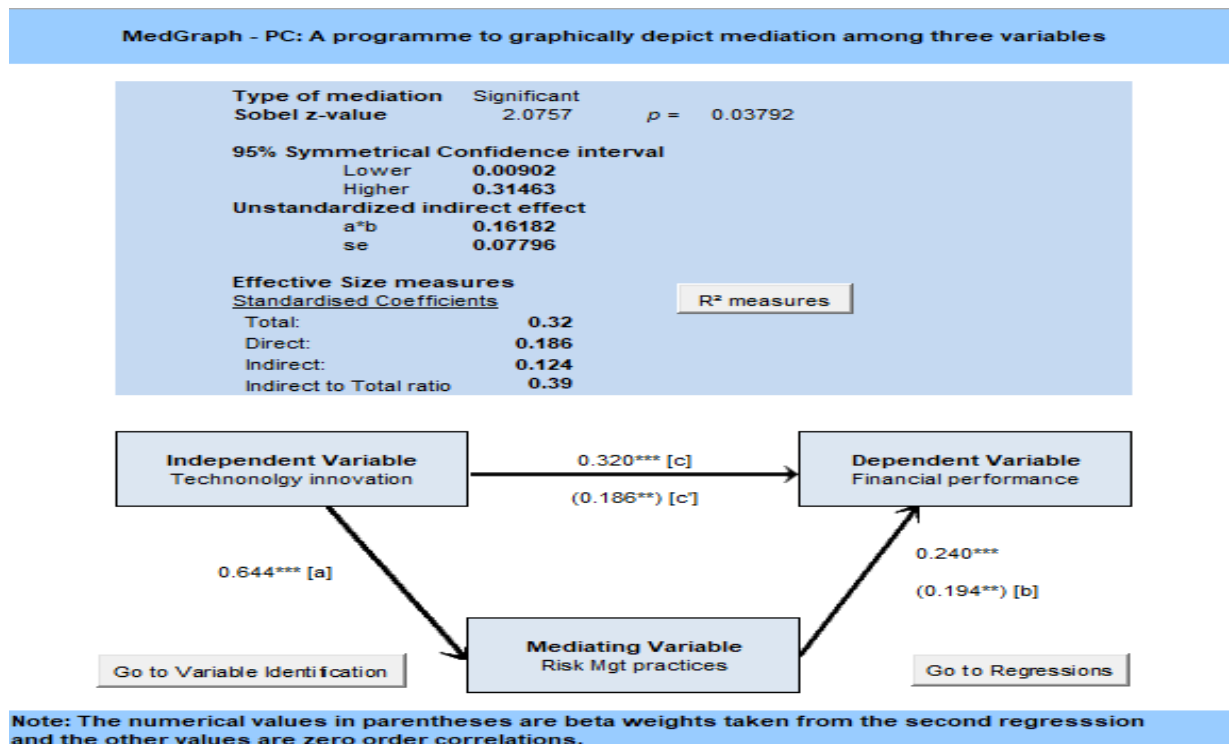 MedGraph - PC: A programme to graphically depict mediation among three variables
Type of mediation Significant
Sobel z-value 2.0757 p = 0.03792
95% Symmetrical Confidence interval
Lower 0.00902
Higher 0.31463
Unstandardized indirect effect
a*b 0.16182
se 0.07796
Effective Size measures
Standardised Coefficients R² measures
Total: 0.32
Direct: 0.186
Indirect: 0.124
Indirect to Total ratio 0.39
Independent Variable
Technonolgy innovation
0.320*** [c]
(0.186**) [c']
Dependent Variable
Financial performance
0.644*** [a]
0.240***
(0.194**) [b]
Mediating Variable
Risk Mgt practices
Go to Variable Identification
Go to Regressions
Note: The numerical values in parentheses are beta weights taken from the second regresssion
and the other values are zero order correlations.